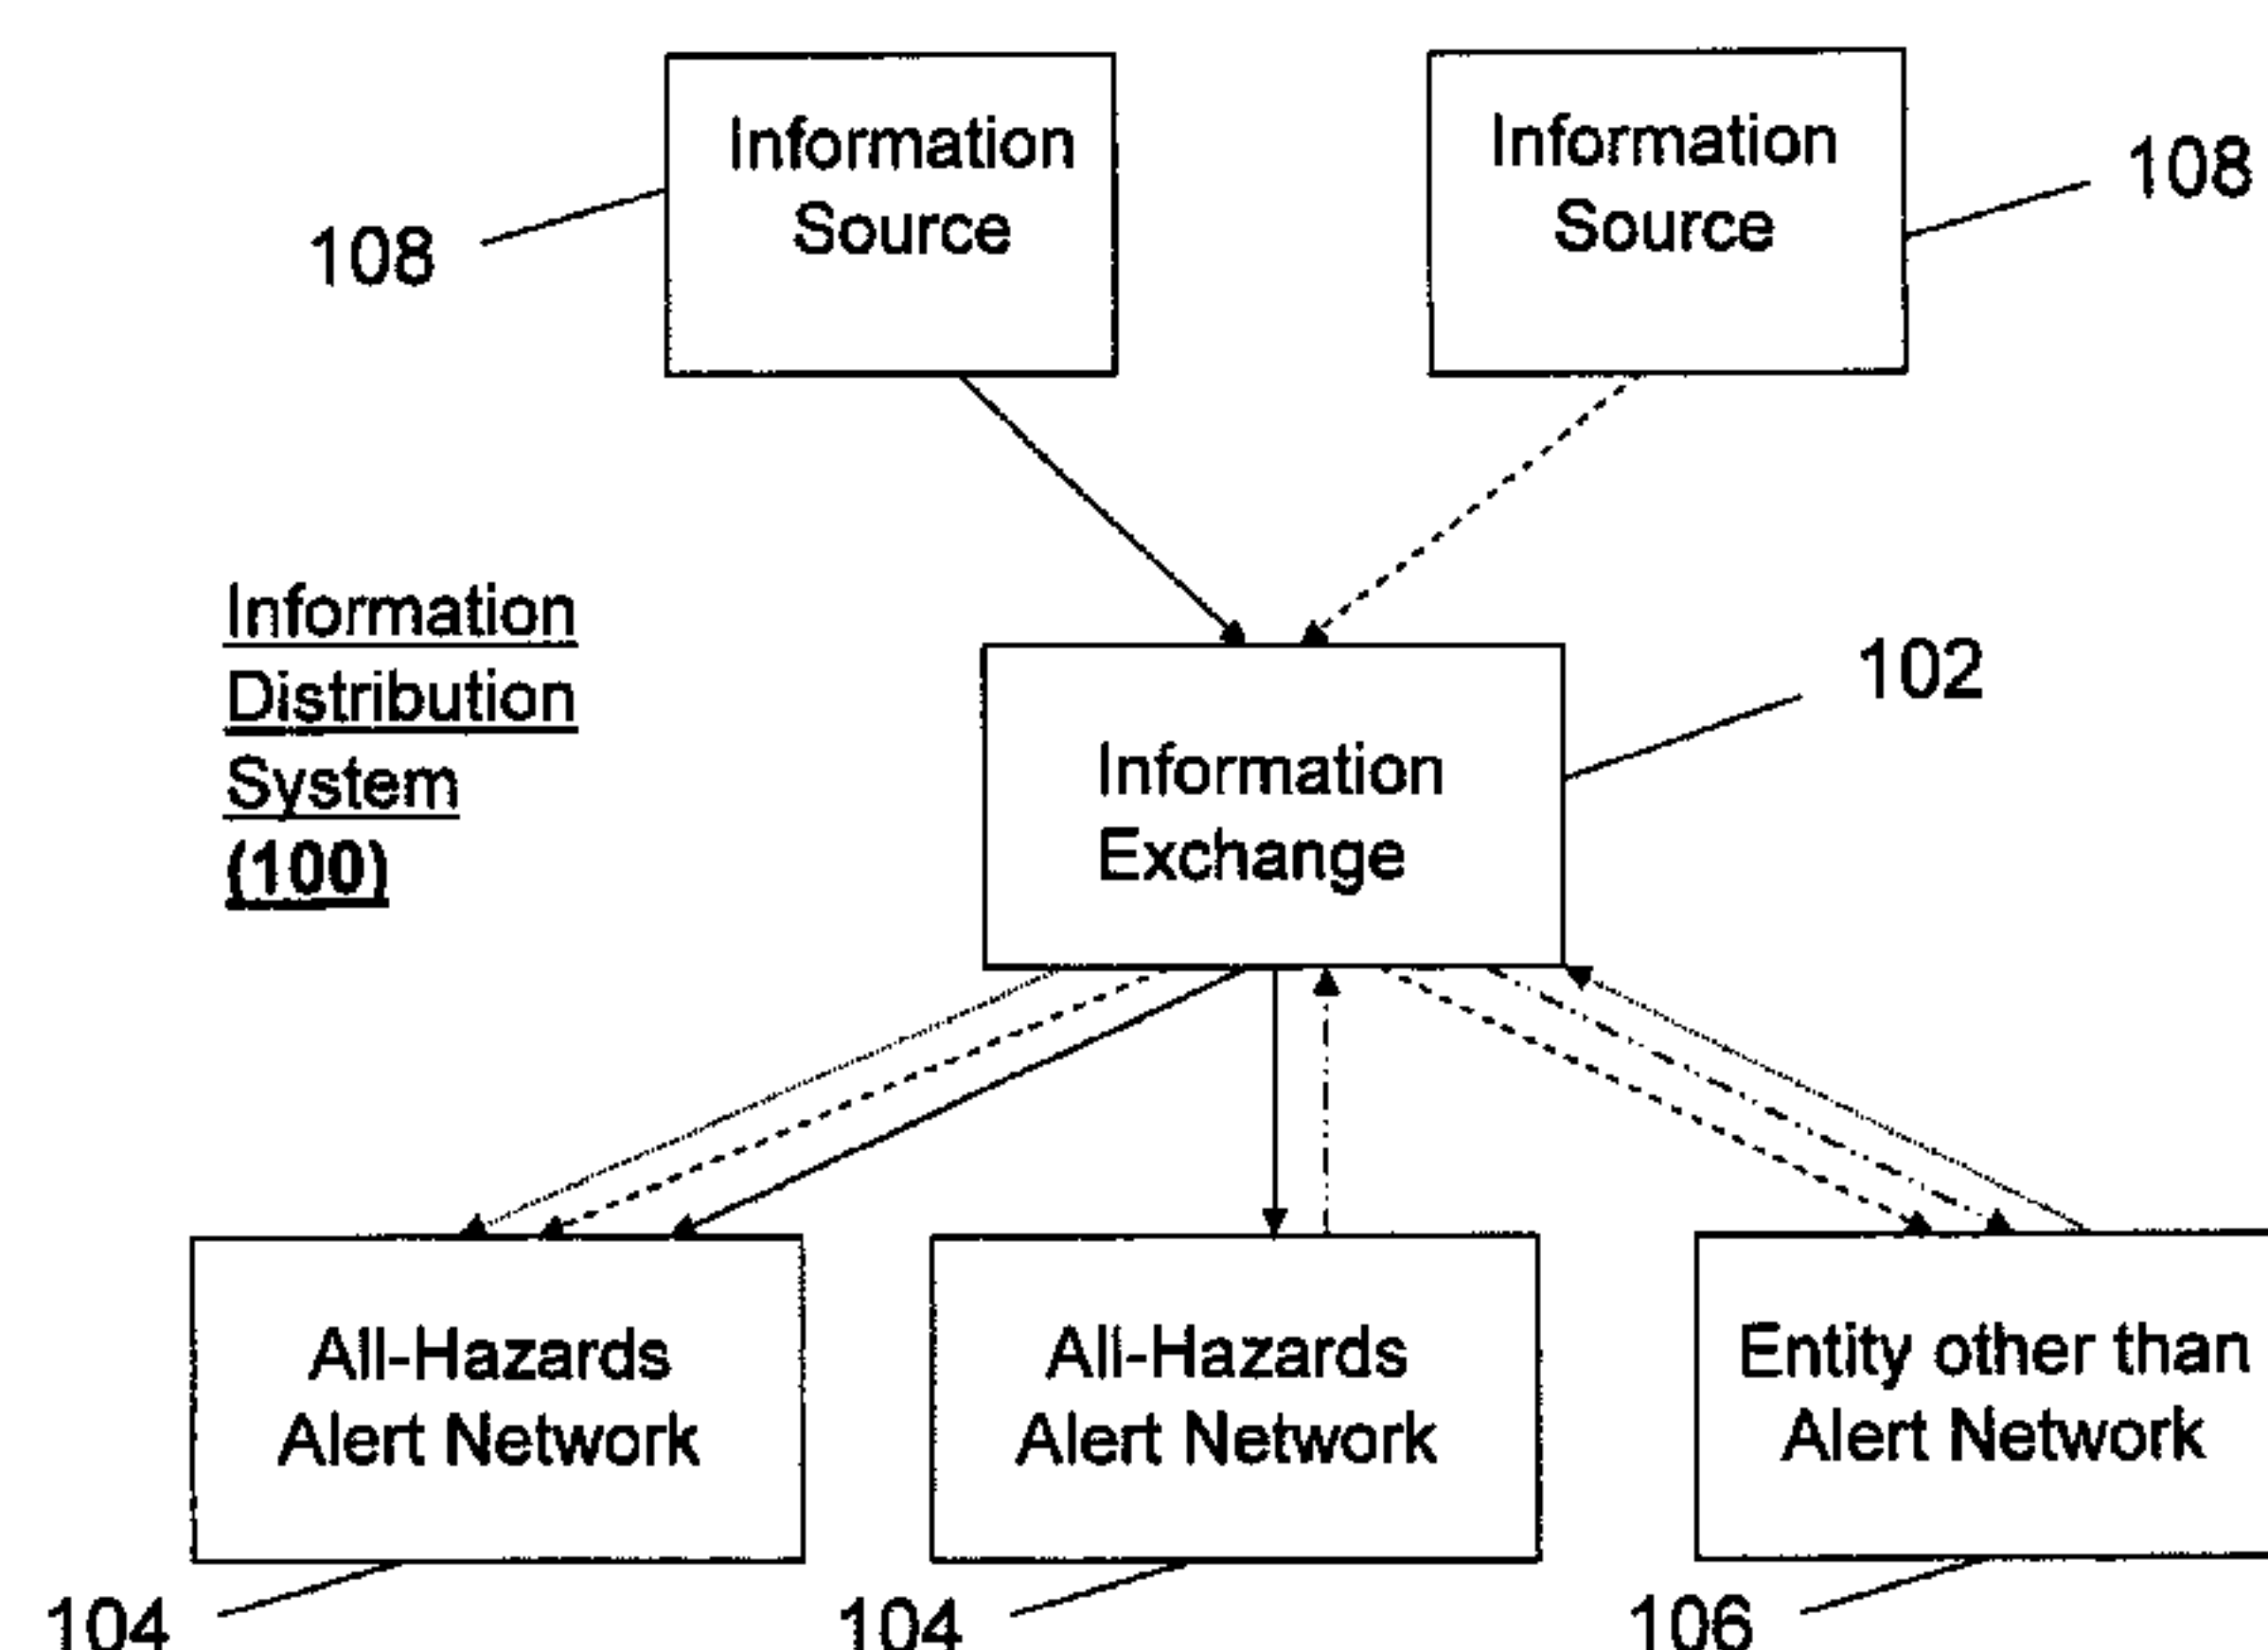 Information
Source
108
Information
Source
108
Information
Distribution
System
(100)
Information
Exchange
102
All-Hazards
Alert Network
104
All-Hazards
Alert Network
104
Entity other than
Alert Network
106